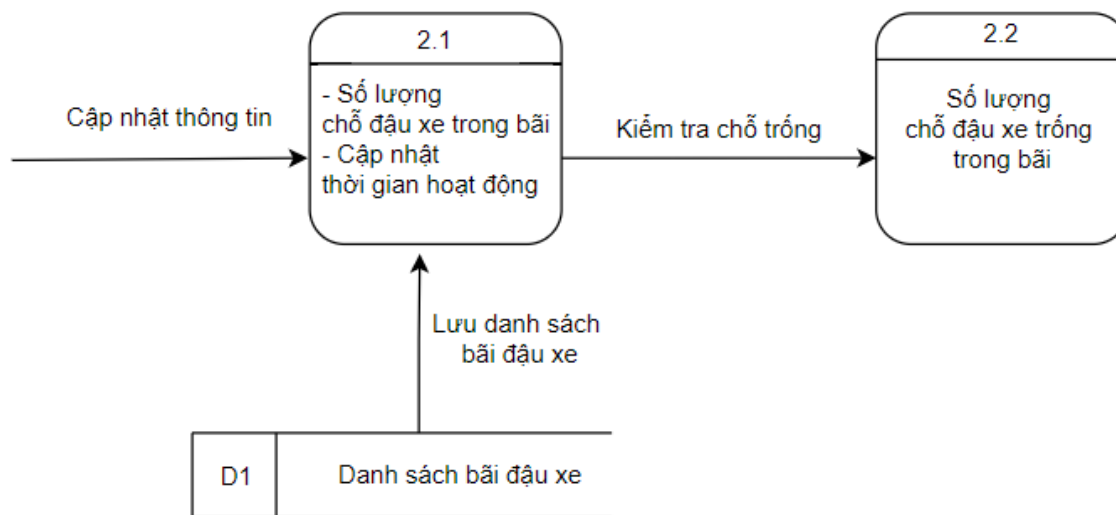 2.1
2.2
Cập nhật thông tin
- Số lượng
chỗ đậu xe trong bãi
- Cập nhật
thời gian hoạt động
Kiểm tra chỗ trống
Số lượng
chỗ đậu xe trống
trong bãi
Lưu danh sách
bãi đậu xe
D1
Danh sách bãi đậu xe